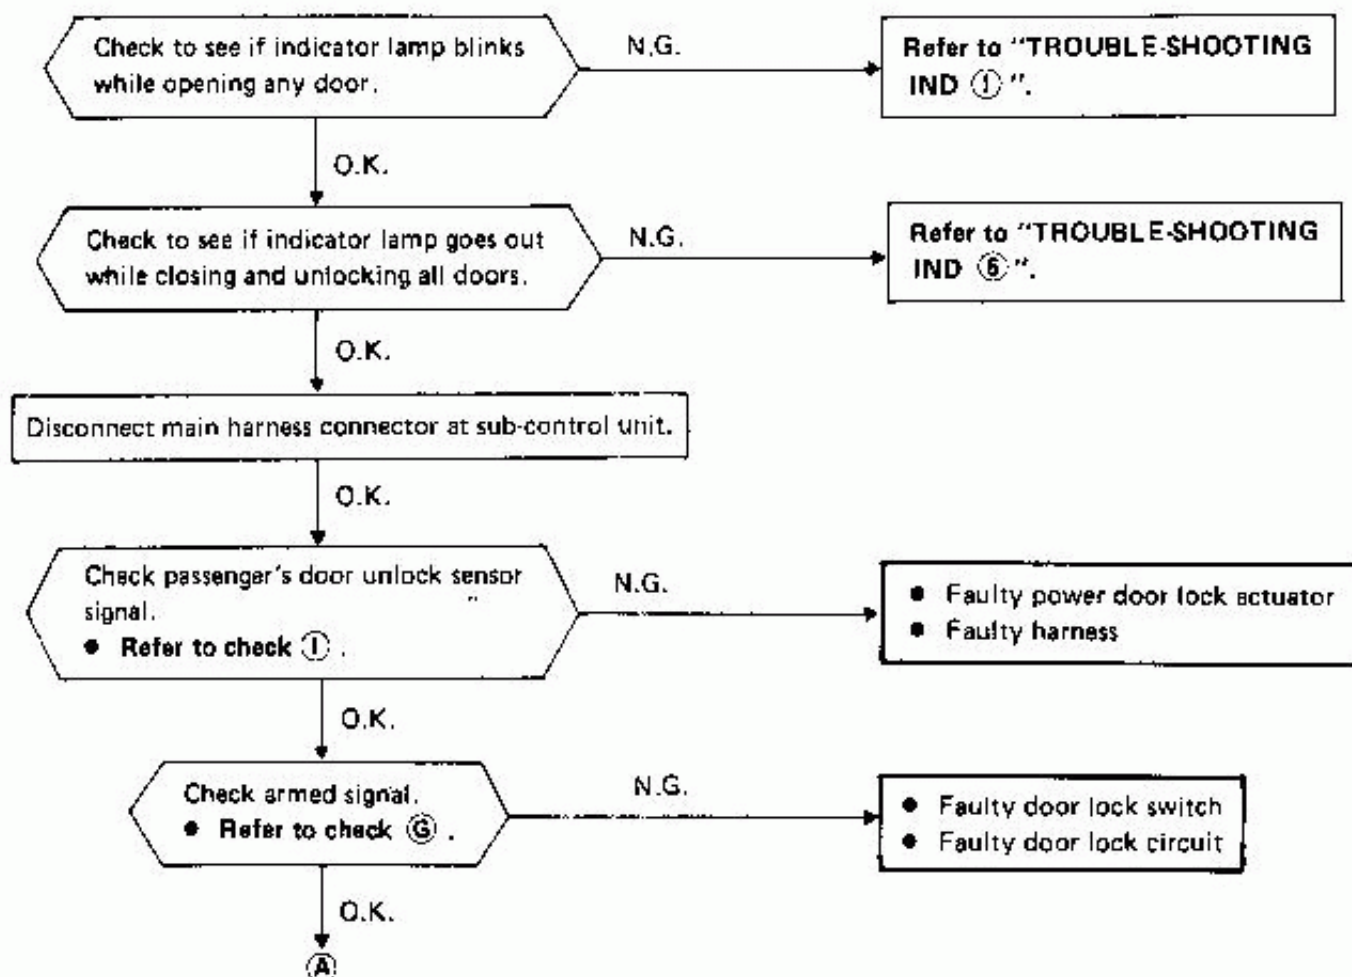 Check to see if indicator lamp blinks
while opening any door.
N.G.
Refer to "TROUBLE-SHOOTING
IND ① ".
O.K.
Check to see if indicator lamp goes out
while closing and unlocking all doors.
N.G.
Refer to "TROUBLE-SHOOTING
IND ⑥ ".
O.K.
Disconnect main harness connector at sub-control unit.
O.K.
Check passenger's door unlock sensor
signal.
● Refer to check Ⓘ .
N.G.
● Faulty power door lock actuator
● Faulty harness
O.K.
Check armed signal.
● Refer to check Ⓖ .
N.G.
● Faulty door lock switch
● Faulty door lock circuit
O.K.
Ⓐ